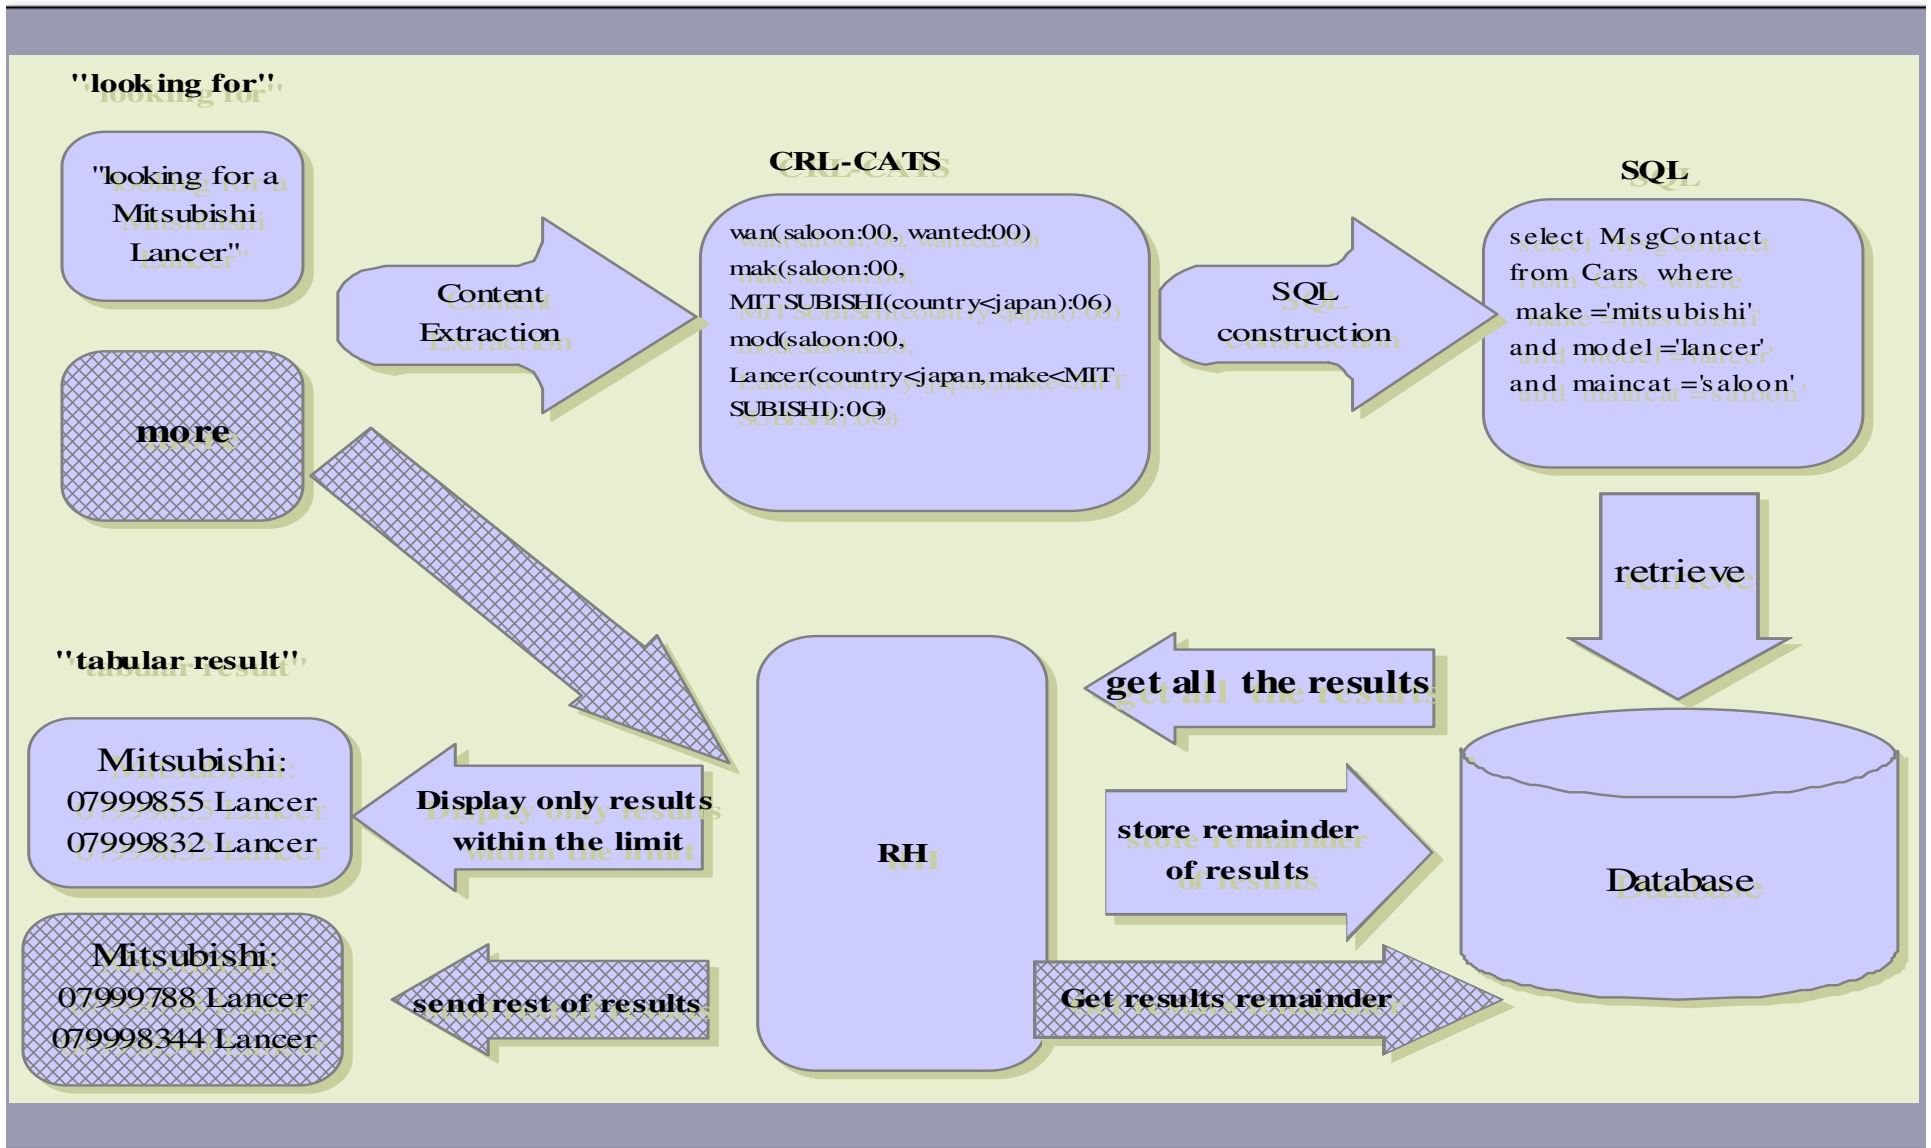 "looking for"
"looking for a
Mitsubishi
Lancer"
more
Content
Extraction
CRL-CATS
wan(saloon:00, wanted:00)
mak(saloon:00,
MITSUBISHI(country<japan):06)
mod(saloon:00,
Lancer(country<japan,make<MIT
SUBISHI):0G)
SQL
construction
SQL
select MsgContact
from Cars where
make='mitsubishi'
and model='lancer'
and maincat='saloon'
retrieve
"tabular result"
Mitsubishi:
07999855 Lancer
07999832 Lancer
Mitsubishi:
07999788 Lancer
079998344 Lancer
Display only results
within the limit
send rest of results
RH
get all the results
store remainder
of results
Get results remainder
Database